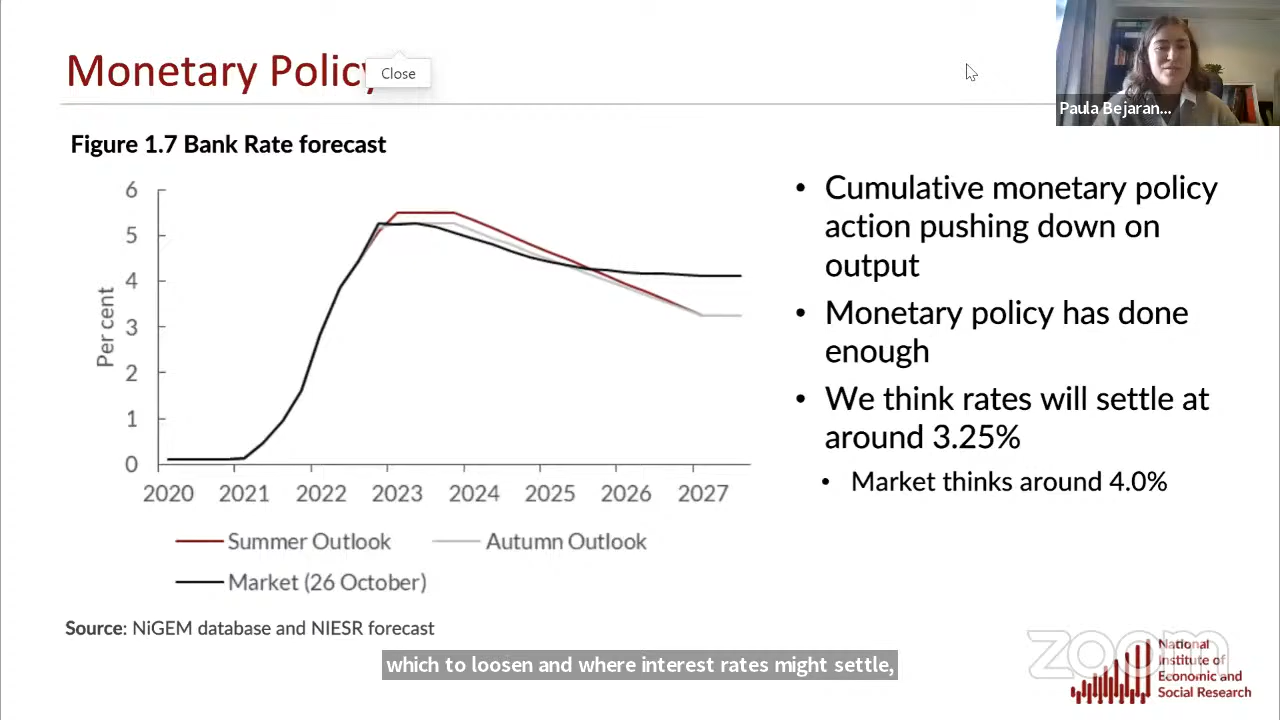 Monetary Policy
Close
Paula Bejaran...
Figure 1.7 Bank Rate forecast
6
5
4
3
2
1
0
Per cent
2020 2021 2022 2023 2024 2025 2026 2027
Summer Outlook Autumn Outlook
Market (26 October)
Source: NiGEM database and NIESR forecast
• Cumulative monetary policy
action pushing down on
output
• Monetary policy has done
enough
• We think rates will settle at
around 3.25%
• Market thinks around 4.0%
which to loosen and where interest rates might settle,
zoom
National
Institute of
Economic and
Social Research